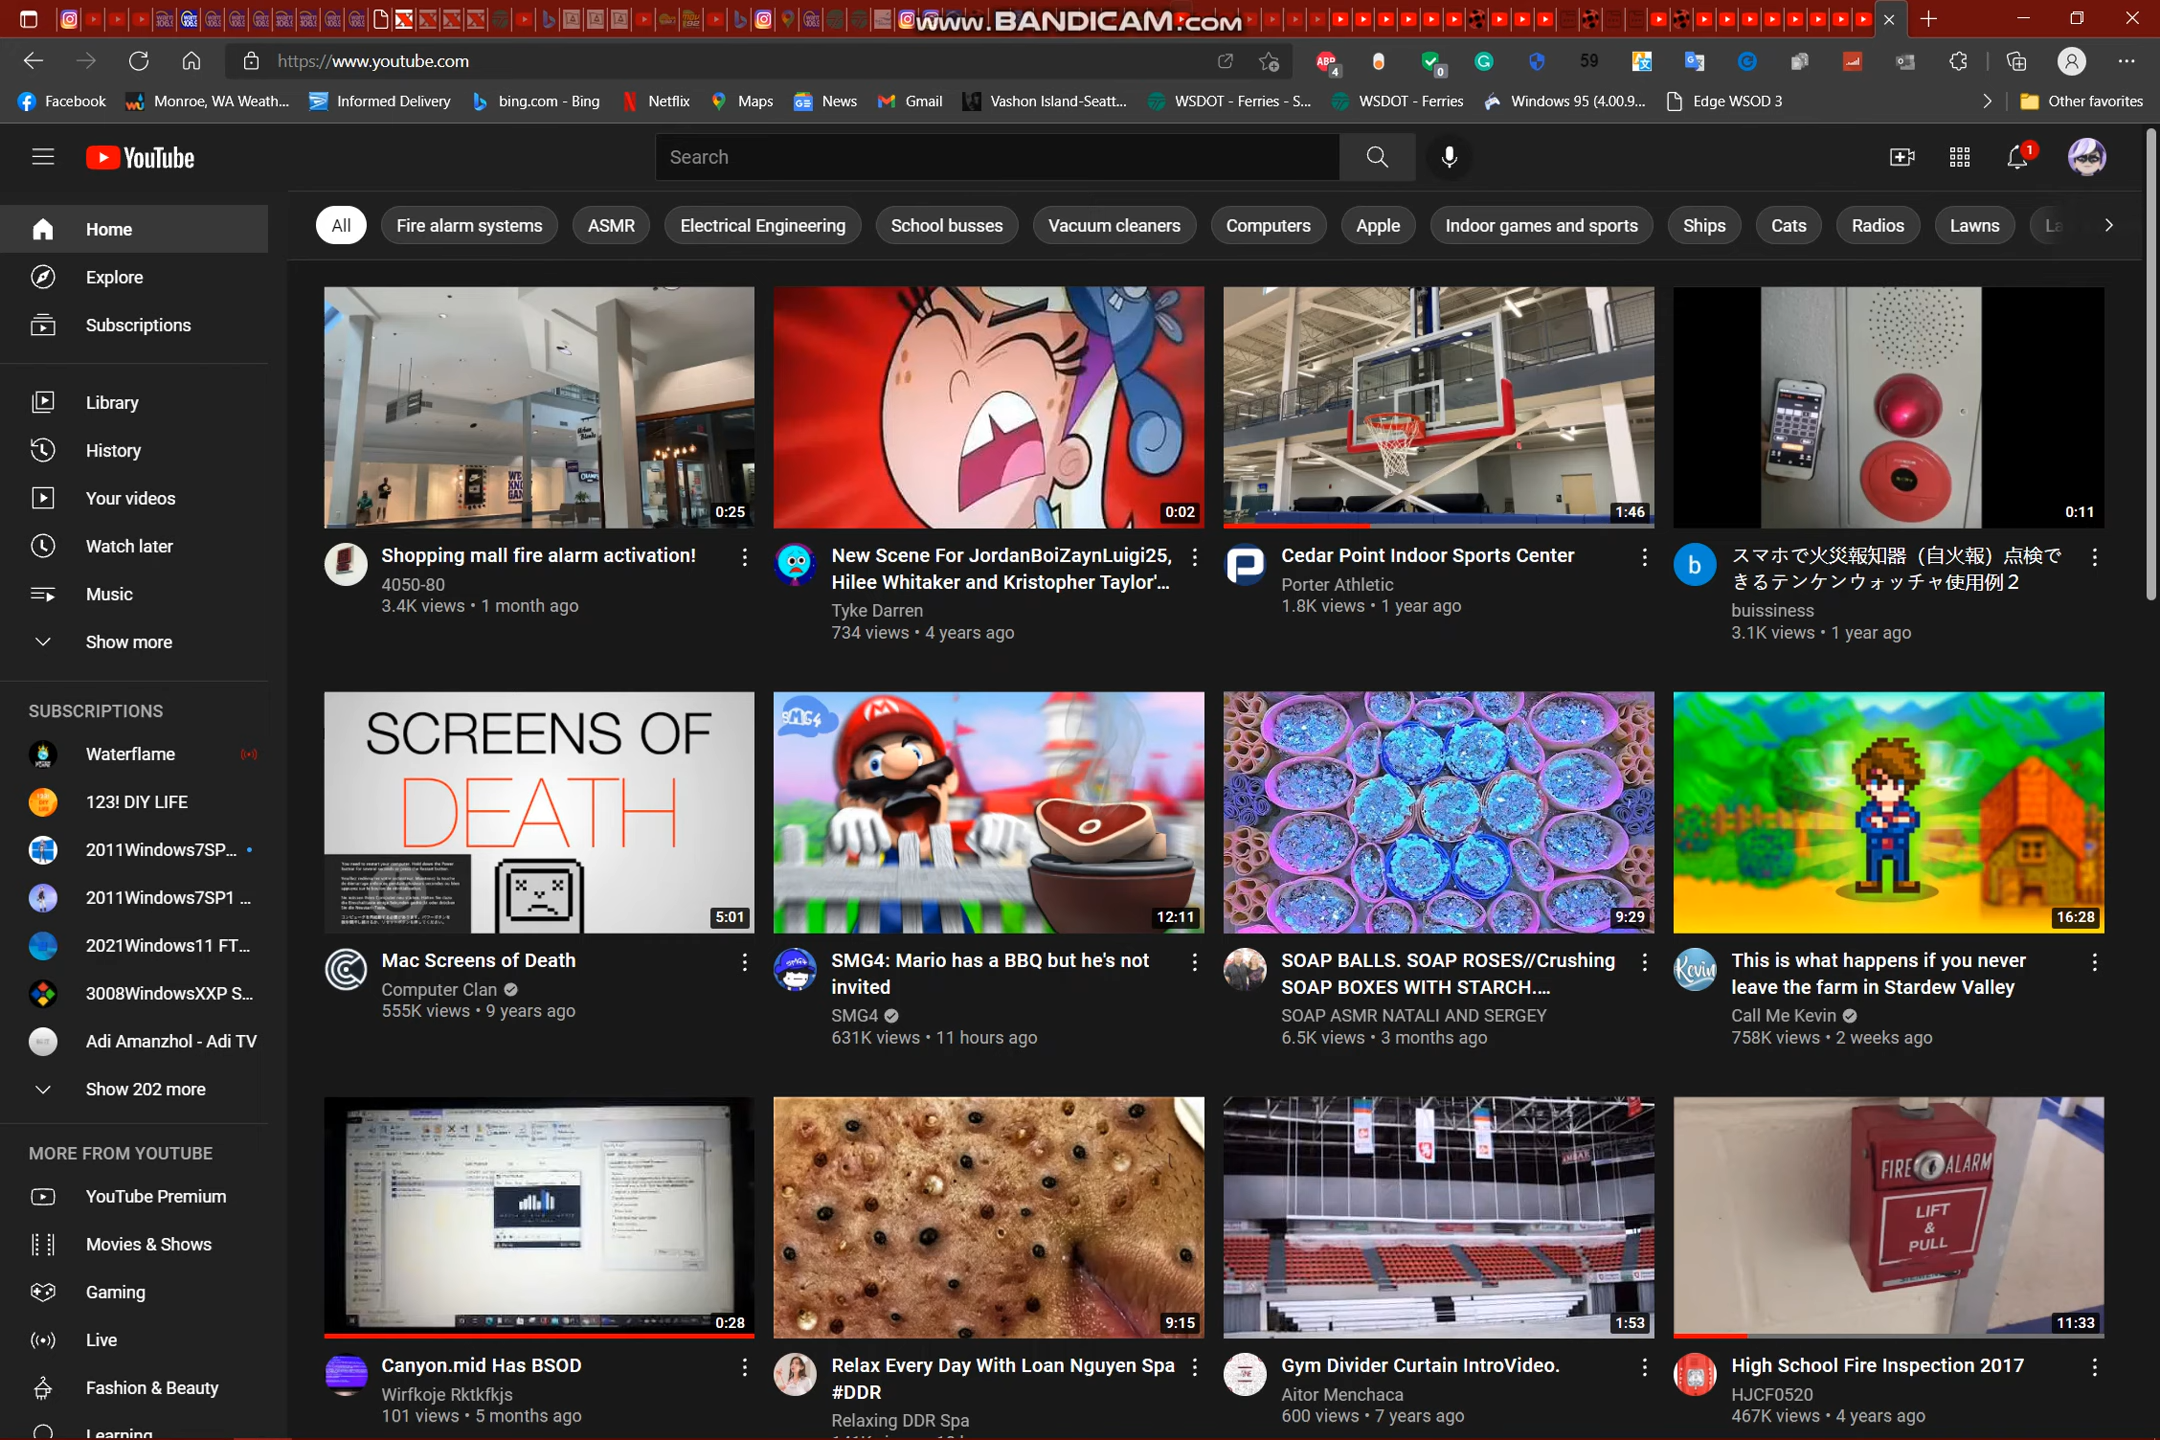 www.BANDICAM.com
https://www.youtube.com
ABP 4 0 59
Facebook Monroe, WA Weath... Informed Delivery bing.com - Bing Netflix Maps News Gmail Vashon Island-Seatt... WSDOT - Ferries - S... WSDOT - Ferries Windows 95 (4.00.9... Edge WSOD 3 Other favorites
YouTube Search 1
Home
Explore
Subscriptions
Library
History
Your videos
Watch later
Music
Show more
SUBSCRIPTIONS
Waterflame
123! DIY LIFE
2011Windows7SP...
2011Windows7SP1 ...
2021Windows11 FT...
3008WindowsXXP S...
Adi Amanzhol - Adi TV
Show 202 more
MORE FROM YOUTUBE
YouTube Premium
Movies & Shows
Gaming
Live
Fashion & Beauty
Learning
All Fire alarm systems ASMR Electrical Engineering School busses Vacuum cleaners Computers Apple Indoor games and sports Ships Cats Radios Lawns La
0:25
Shopping mall fire alarm activation!
4050-80
3.4K views • 1 month ago
0:02
New Scene For JordanBoiZaynLuigi25,
Hilee Whitaker and Kristopher Taylor'...
Tyke Darren
734 views • 4 years ago
1:46
Cedar Point Indoor Sports Center
Porter Athletic
1.8K views • 1 year ago
0:11
b
スマホで火災報知器（自火報）点検で
きるテンケンウォッチャ使用例２
buissiness
3.1K views • 1 year ago
SCREENS OF
DEATH
5:01
Mac Screens of Death
Computer Clan
555K views • 9 years ago
SMG4
12:11
SMG4: Mario has a BBQ but he's not
invited
SMG4
631K views • 11 hours ago
9:29
SOAP BALLS. SOAP ROSES//Crushing
SOAP BOXES WITH STARCH....
SOAP ASMR NATALI AND SERGEY
6.5K views • 3 months ago
16:28
Kevin
This is what happens if you never
leave the farm in Stardew Valley
Call Me Kevin
758K views • 2 weeks ago
0:28
Canyon.mid Has BSOD
Wirfkoje Rktkfkjs
101 views • 5 months ago
9:15
Relax Every Day With Loan Nguyen Spa
#DDR
Relaxing DDR Spa
1:53
Gym Divider Curtain IntroVideo.
Aitor Menchaca
600 views • 7 years ago
FIRE ALARM
LIFT
&
PULL
11:33
High School Fire Inspection 2017
HJCF0520
467K views • 4 years ago